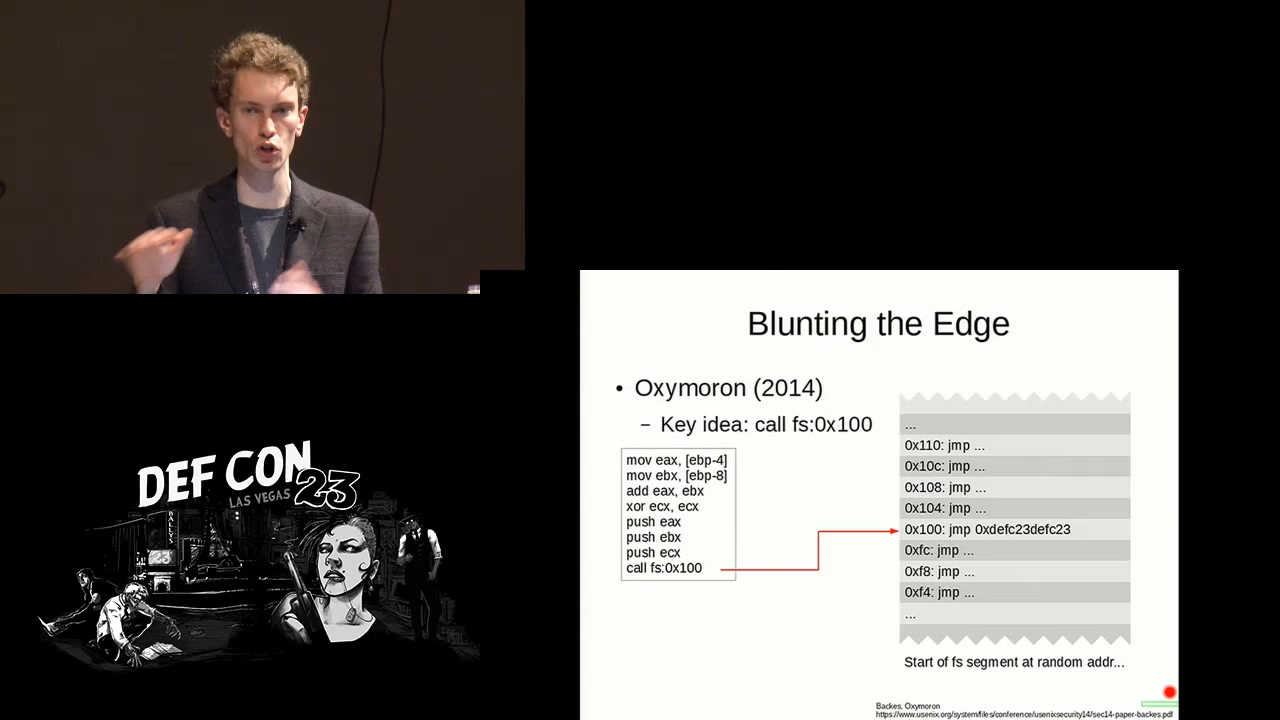 Blunting the Edge
• Oxymoron (2014)
– Key idea: call fs:0x100
mov eax, [ebp-4]
mov ebx, [ebp-8]
add eax, ebx
xor ecx, ecx
push eax
push ebx
push ecx
call fs:0x100
...
0x110: jmp ...
0x10c: jmp ...
0x108: jmp ...
0x104: jmp ...
0x100: jmp 0xdefc23defc23
0xfc: jmp ...
0xf8: jmp ...
0xf4: jmp ...
...
Start of fs segment at random addr...
Backes, Oxymoron
https://www.usenix.org/system/files/conference/usenixsecurity14/sec14-paper-backes.pdf
DEF CON 23
LAS VEGAS
BALLYS